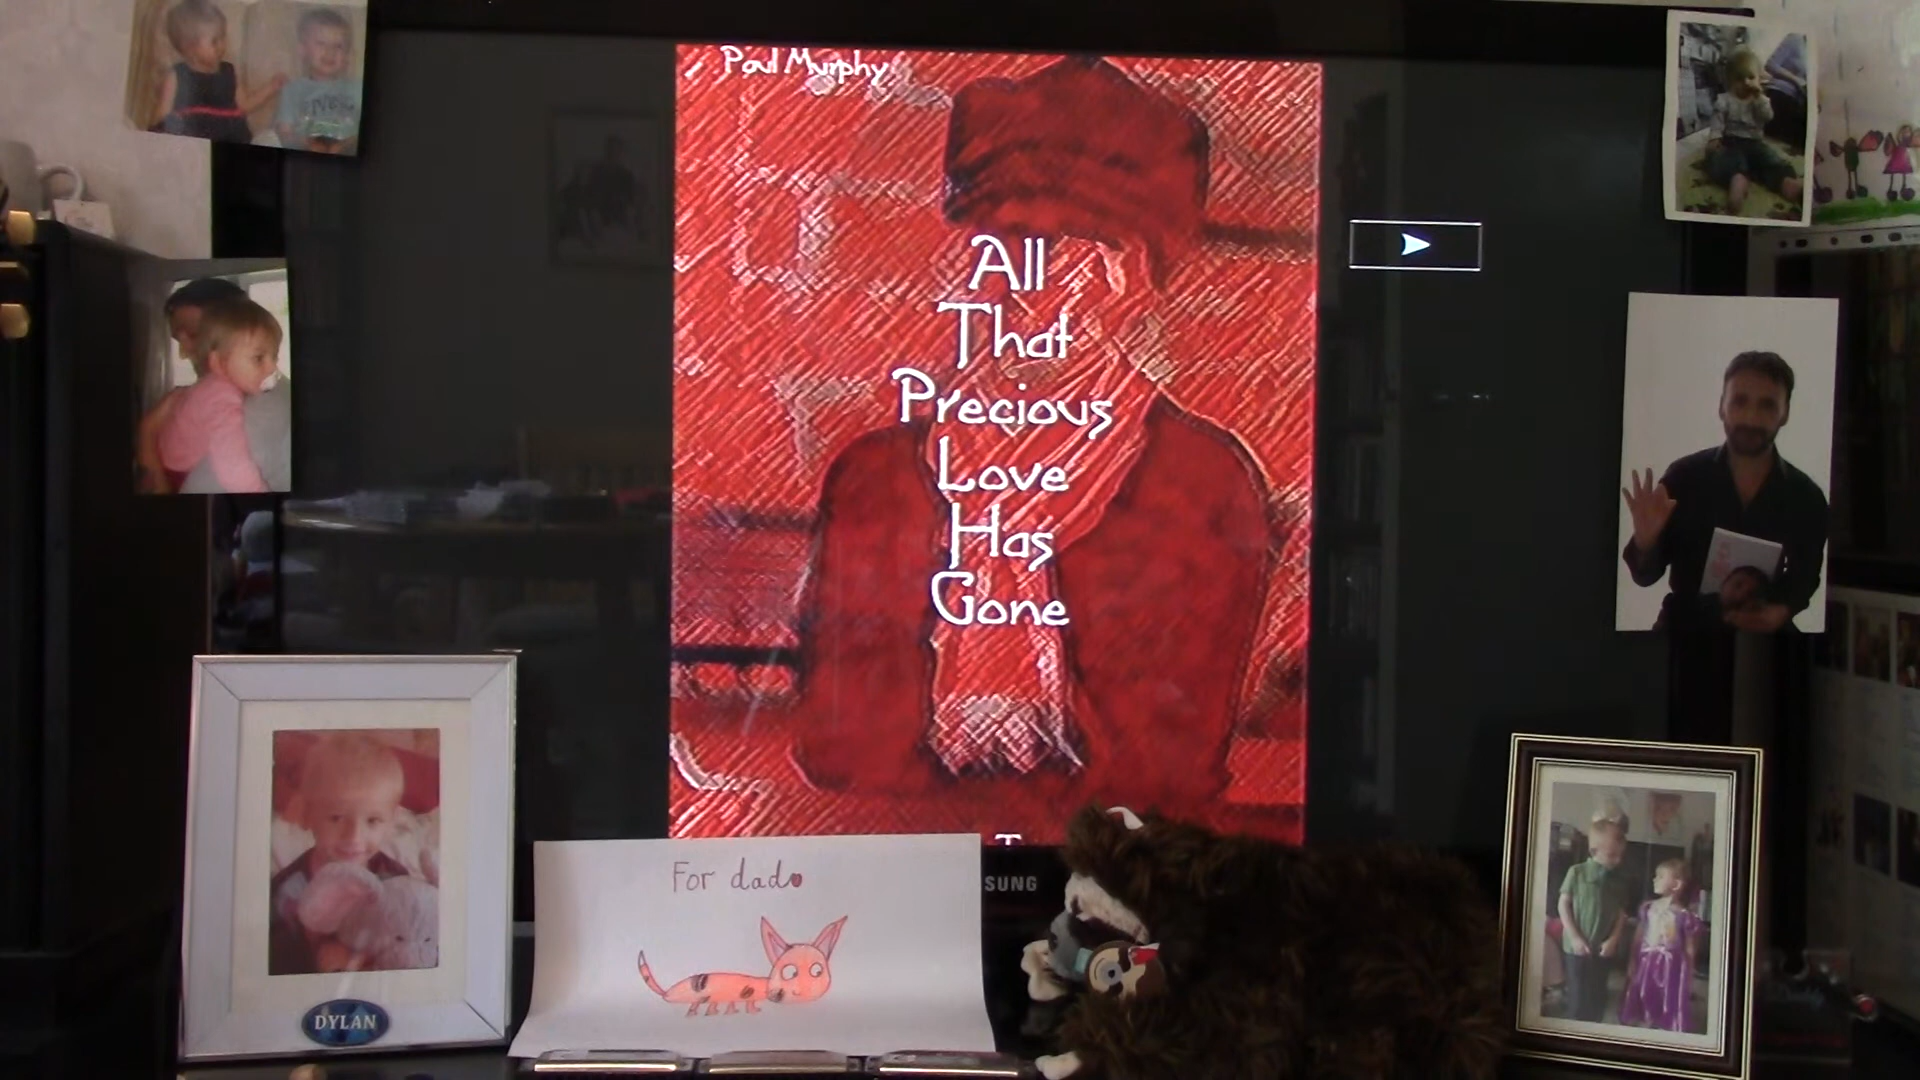 Paul Murphy
All
That
Precious
Love
Has
Gone
For dad
SUNG
DYLAN